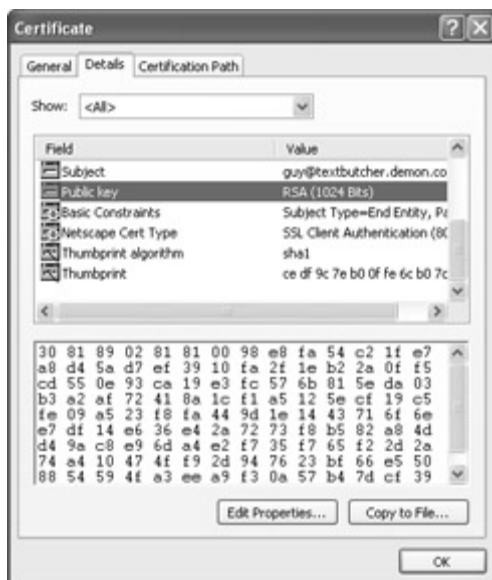 Certificate
General Details Certification Path
Show: <All>
Field Value
Subject guy@textbutcher.demon.co
Public key RSA (1024 Bits)
Basic Constraints Subject Type=End Entity, Pa
Netscape Cert Type SSL Client Authentication (80
Thumbprint algorithm sha1
Thumbprint ce df 9c 7e b0 0f fe 6c b0 7c
30 81 89 02 81 81 00 98 e8 fa 54 c2 1f e7
a8 d4 5a d7 ef 39 10 fa 2f 1e b2 2a 0f f5
cd 55 0e 93 ca 19 e3 fc 57 6b 81 5e da 03
b3 a2 af 72 41 8a 1c f1 a5 12 5e cf 19 c5
fe 09 a5 23 f8 fa 44 9d 1e 14 43 71 6f 6e
e7 df 14 e6 36 e4 2a 72 73 f8 b5 82 a8 4d
d4 9a c8 e9 6d a4 e2 f7 35 f7 65 f2 2d 2a
74 a4 10 47 4f f9 2d 94 76 23 bf 66 e5 50
88 54 59 4f a3 ee a9 f3 0a 57 b4 7d cf 39
Edit Properties... Copy to File...
OK